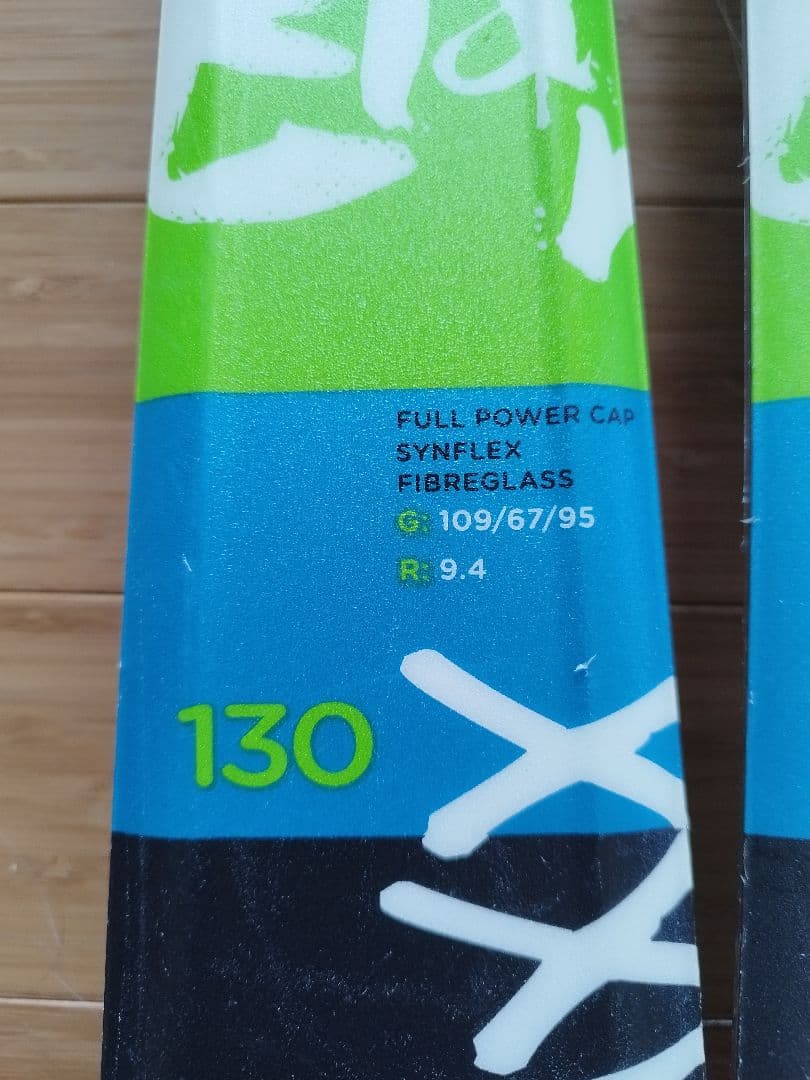 FULL POWER CAP
SYNFLEX
FIBREGLASS
G: 109/67/95
R: 9.4
130